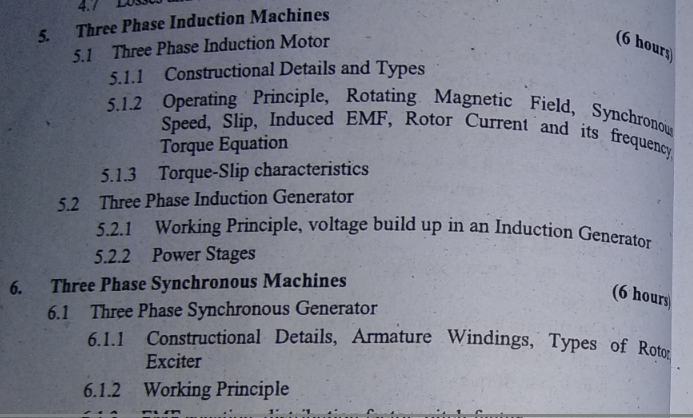 4.7 Losses and
5. Three Phase Induction Machines (6 hours)
5.1 Three Phase Induction Motor
5.1.1 Constructional Details and Types
5.1.2 Operating Principle, Rotating Magnetic Field, Synchronous
Speed, Slip, Induced EMF, Rotor Current and its frequency,
Torque Equation
5.1.3 Torque-Slip characteristics
5.2 Three Phase Induction Generator
5.2.1 Working Principle, voltage build up in an Induction Generator
5.2.2 Power Stages
6. Three Phase Synchronous Machines (6 hours)
6.1 Three Phase Synchronous Generator
6.1.1 Constructional Details, Armature Windings, Types of Rotor
Exciter
6.1.2 Working Principle